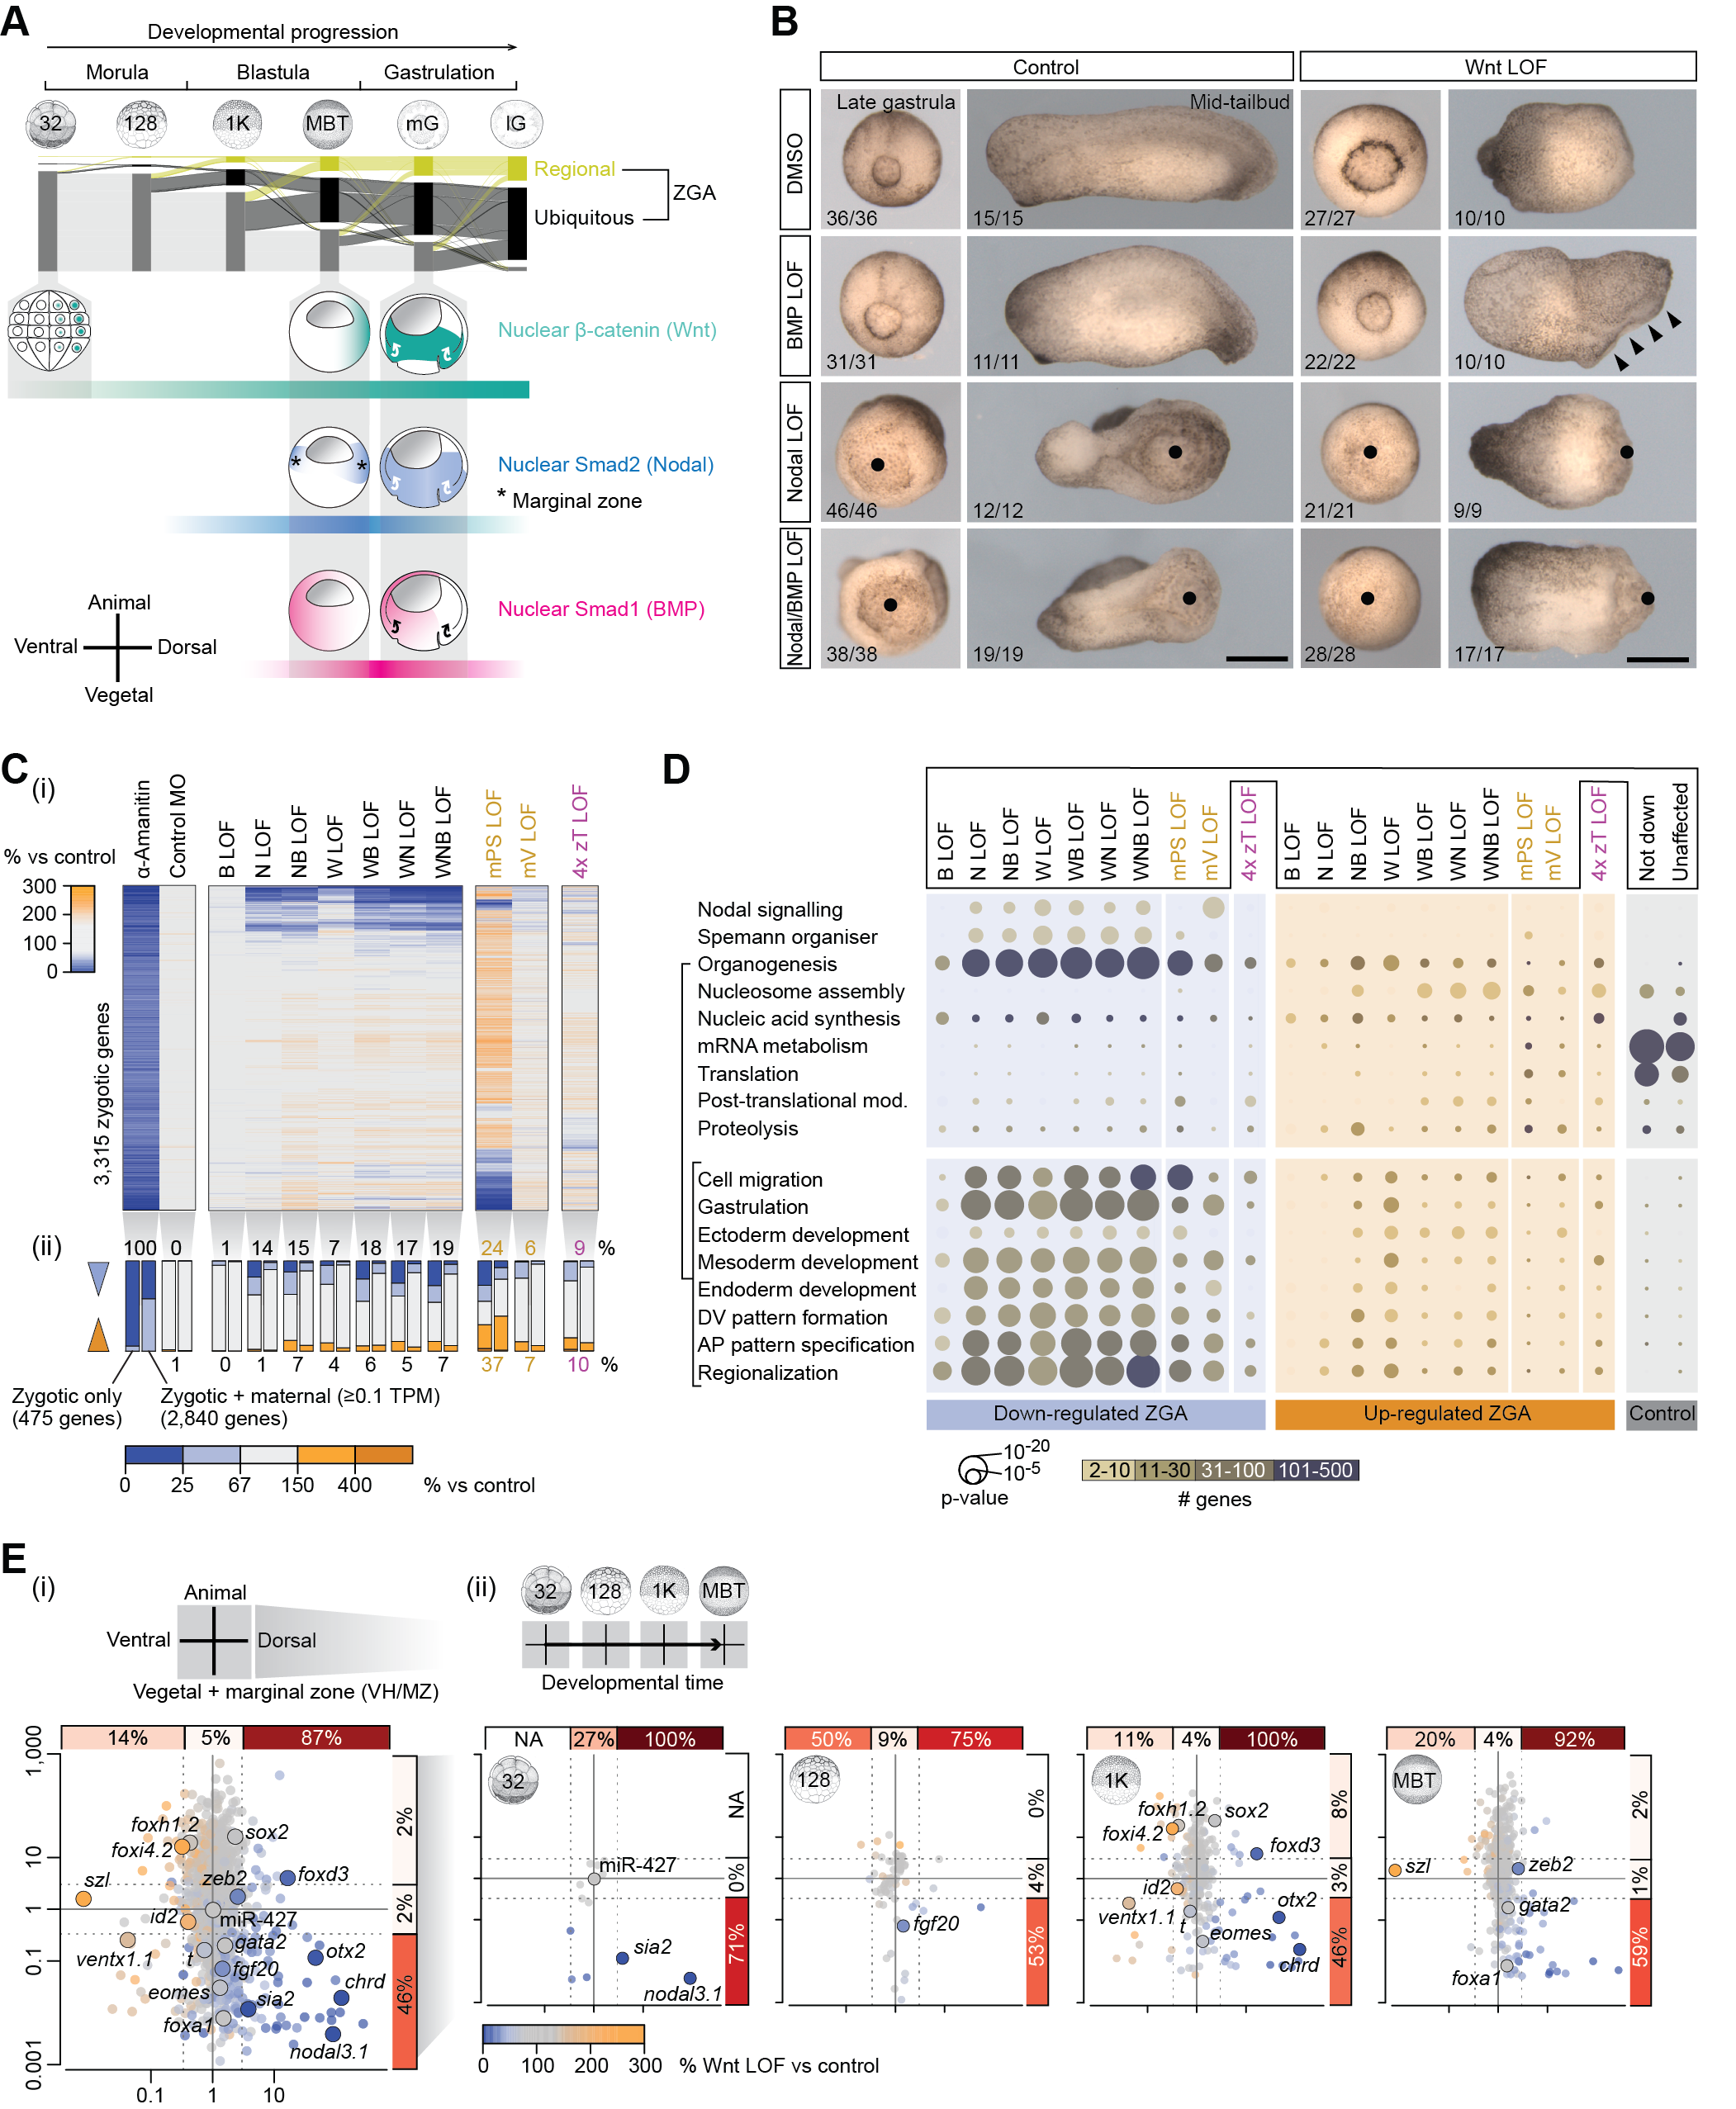 A
Developmental progression
Morula Blastula Gastrulation
32 128 1K MBT mG lG
Regional
Ubiquitous
ZGA
Nuclear β-catenin (Wnt)
Nuclear Smad2 (Nodal)
* Marginal zone
* *
Nuclear Smad1 (BMP)
Animal
Ventral Dorsal
Vegetal
B
Control Wnt LOF
Late gastrula Mid-tailbud
DMSO
36/36 15/15 27/27 10/10
BMP LOF
31/31 11/11 22/22 10/10
Nodal LOF
46/46 12/12 21/21 9/9
Nodal/BMP LOF
38/38 19/19 28/28 17/17
C
(i)
% vs control
300
200
100
0
α-Amanitin
Control MO
B LOF
N LOF
NB LOF
W LOF
WB LOF
WN LOF
WNB LOF
mPS LOF
mV LOF
4x zT LOF
3,315 zygotic genes
(ii)
100 0 1 14 15 7 18 17 19 24 6 9 %
1 0 1 7 4 6 5 7 37 7 10 %
Zygotic only
(475 genes)
Zygotic + maternal (≥0.1 TPM)
(2,840 genes)
0 25 67 150 400 % vs control
D
B LOF
N LOF
NB LOF
W LOF
WB LOF
WN LOF
WNB LOF
mPS LOF
mV LOF
4x zT LOF
B LOF
N LOF
NB LOF
W LOF
WB LOF
WN LOF
WNB LOF
mPS LOF
mV LOF
4x zT LOF
Not down
Unaffected
Nodal signalling
Spemann organiser
Organogenesis
Nucleosome assembly
Nucleic acid synthesis
mRNA metabolism
Translation
Post-translational mod.
Proteolysis
Cell migration
Gastrulation
Ectoderm development
Mesoderm development
Endoderm development
DV pattern formation
AP pattern specification
Regionalization
Down-regulated ZGA Up-regulated ZGA Control
10-20
10-5
p-value
2-10 11-30 31-100 101-500
# genes
E
(i)
Animal
Ventral Dorsal
Vegetal + marginal zone (VH/MZ)
14% 5% 87%
1,000
10
1
0.1
0.001
0.1 1 10
2%
2%
46%
foxh1.2
sox2
foxi4.2
szl
zeb2
foxd3
id2
miR-427
ventx1.1
t
gata2
otx2
fgf20
eomes
chrd
sia2
foxa1
nodal3.1
(ii)
32 128 1K MBT
Developmental time
NA 27% 100%
32
miR-427
sia2
nodal3.1
NA
0%
71%
0 100 200 300 % Wnt LOF vs control
50% 9% 75%
128
fgf20
0%
4%
53%
11% 4% 100%
1K
foxh1.2
sox2
foxi4.2
foxd3
id2
otx2
ventx1.1
t
eomes
chrd
8%
3%
46%
20% 4% 92%
MBT
szl
zeb2
gata2
foxa1
2%
1%
59%